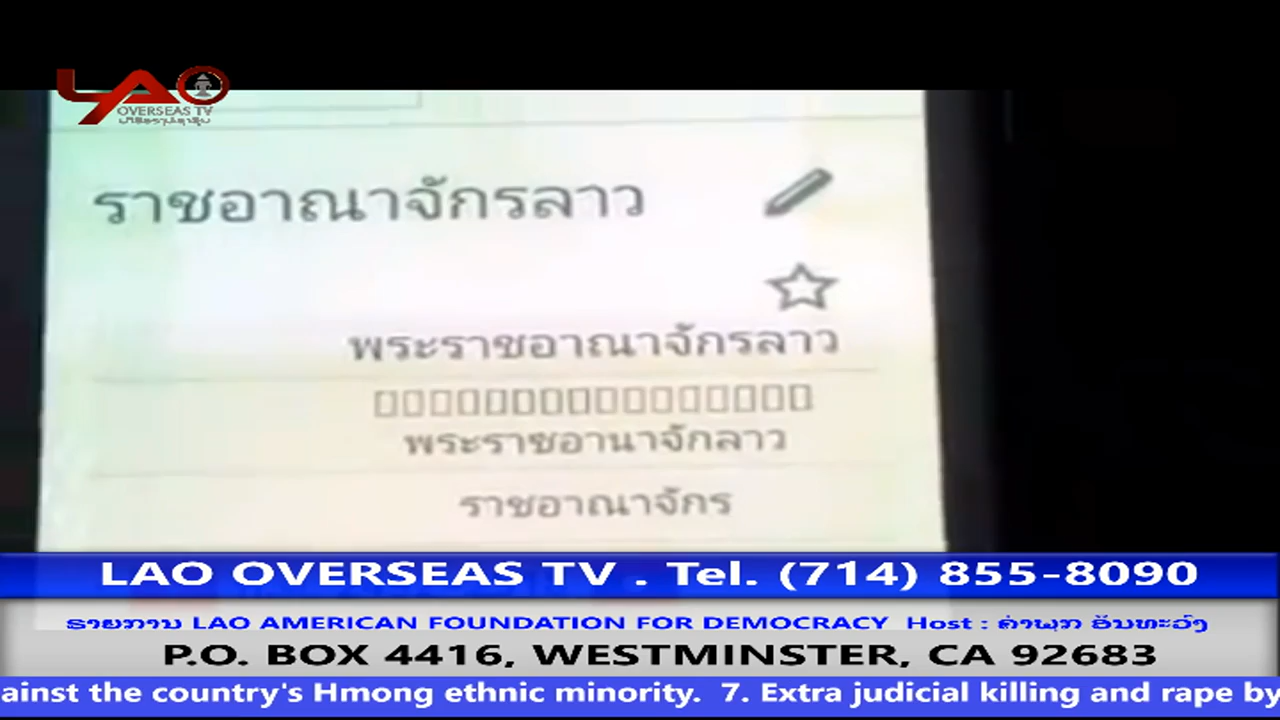 LAO
OVERSEAS TV
ราชอาณาจักรลาว
พระราชอาณาจักรลาว
พระราชอานาจักลาว
ราชอาณาจักร
LAO OVERSEAS TV . Tel. (714) 855-8090
ຣາຍການ LAO AMERICAN FOUNDATION FOR DEMOCRACY Host : ຄໍາພຸກ ອິນທະວົງ
P.O. BOX 4416, WESTMINSTER, CA 92683
ainst the country's Hmong ethnic minority. 7. Extra judicial killing and rape by